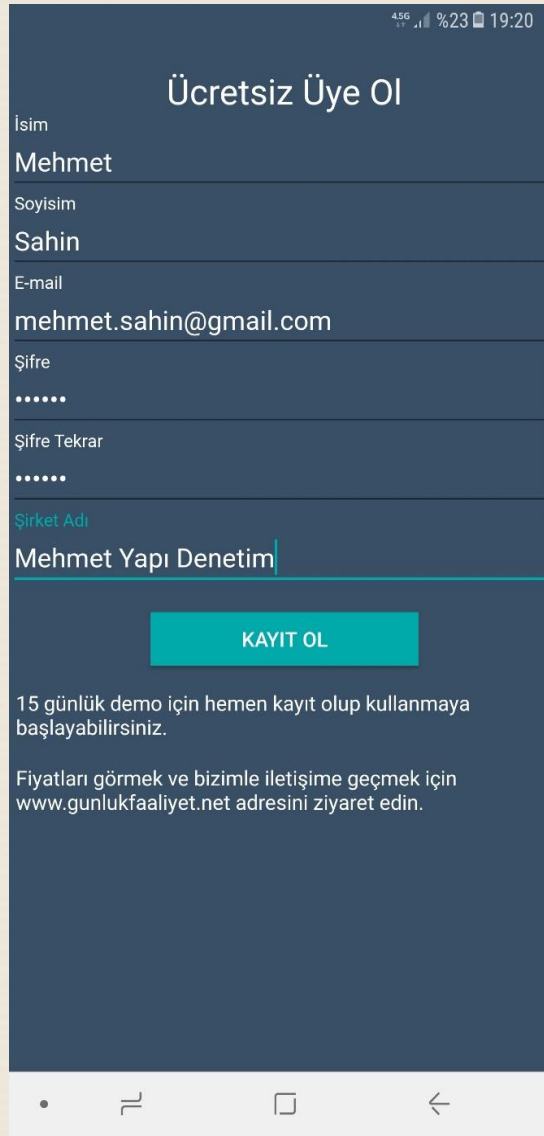 4.5G %23 19:20
Ücretsiz Üye Ol
İsim
Mehmet
Soyisim
Sahin
E-mail
mehmet.sahin@gmail.com
Şifre
••••••
Şifre Tekrar
••••••
Şirket Adı
Mehmet Yapı Denetim
KAYIT OL
15 günlük demo için hemen kayıt olup kullanmaya
başlayabilirsiniz.
Fiyatları görmek ve bizimle iletişime geçmek için
www.gunlukfaaliyet.net adresini ziyaret edin.